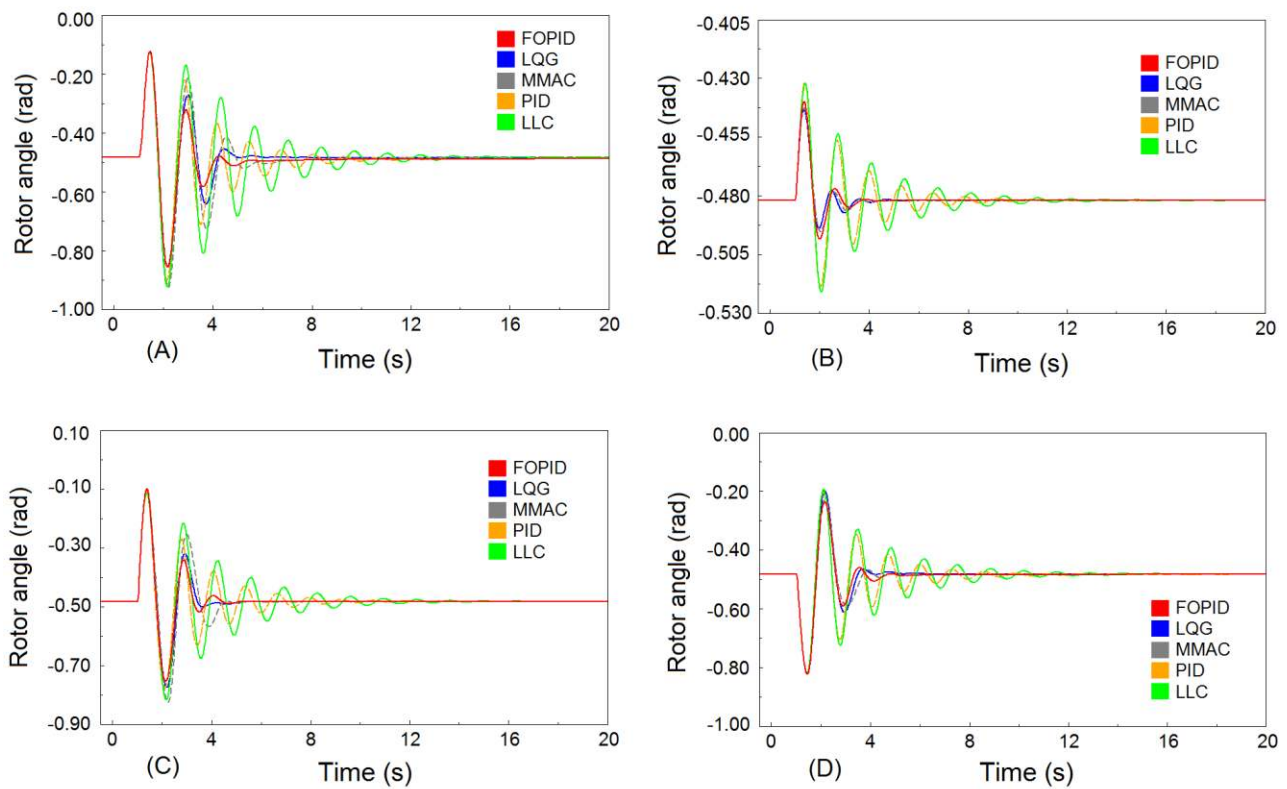 0.00
-0.20
-0.40
-0.60
-0.80
-1.00
Rotor angle (rad)
FOPID
LQG
MMAC
PID
LLC
0 4 8 12 16 20
(A) Time (s)
-0.405
-0.430
-0.455
-0.480
-0.505
-0.530
Rotor angle (rad)
FOPID
LQG
MMAC
PID
LLC
0 4 8 12 16 20
(B) Time (s)
0.10
-0.10
-0.30
-0.50
-0.70
-0.90
Rotor angle (rad)
FOPID
LQG
MMAC
PID
LLC
0 4 8 12 16 20
(C) Time (s)
0.00
-0.20
-0.40
-0.60
-0.80
-1.00
Rotor angle (rad)
FOPID
LQG
MMAC
PID
LLC
0 4 8 12 16 20
Time (s) (D)